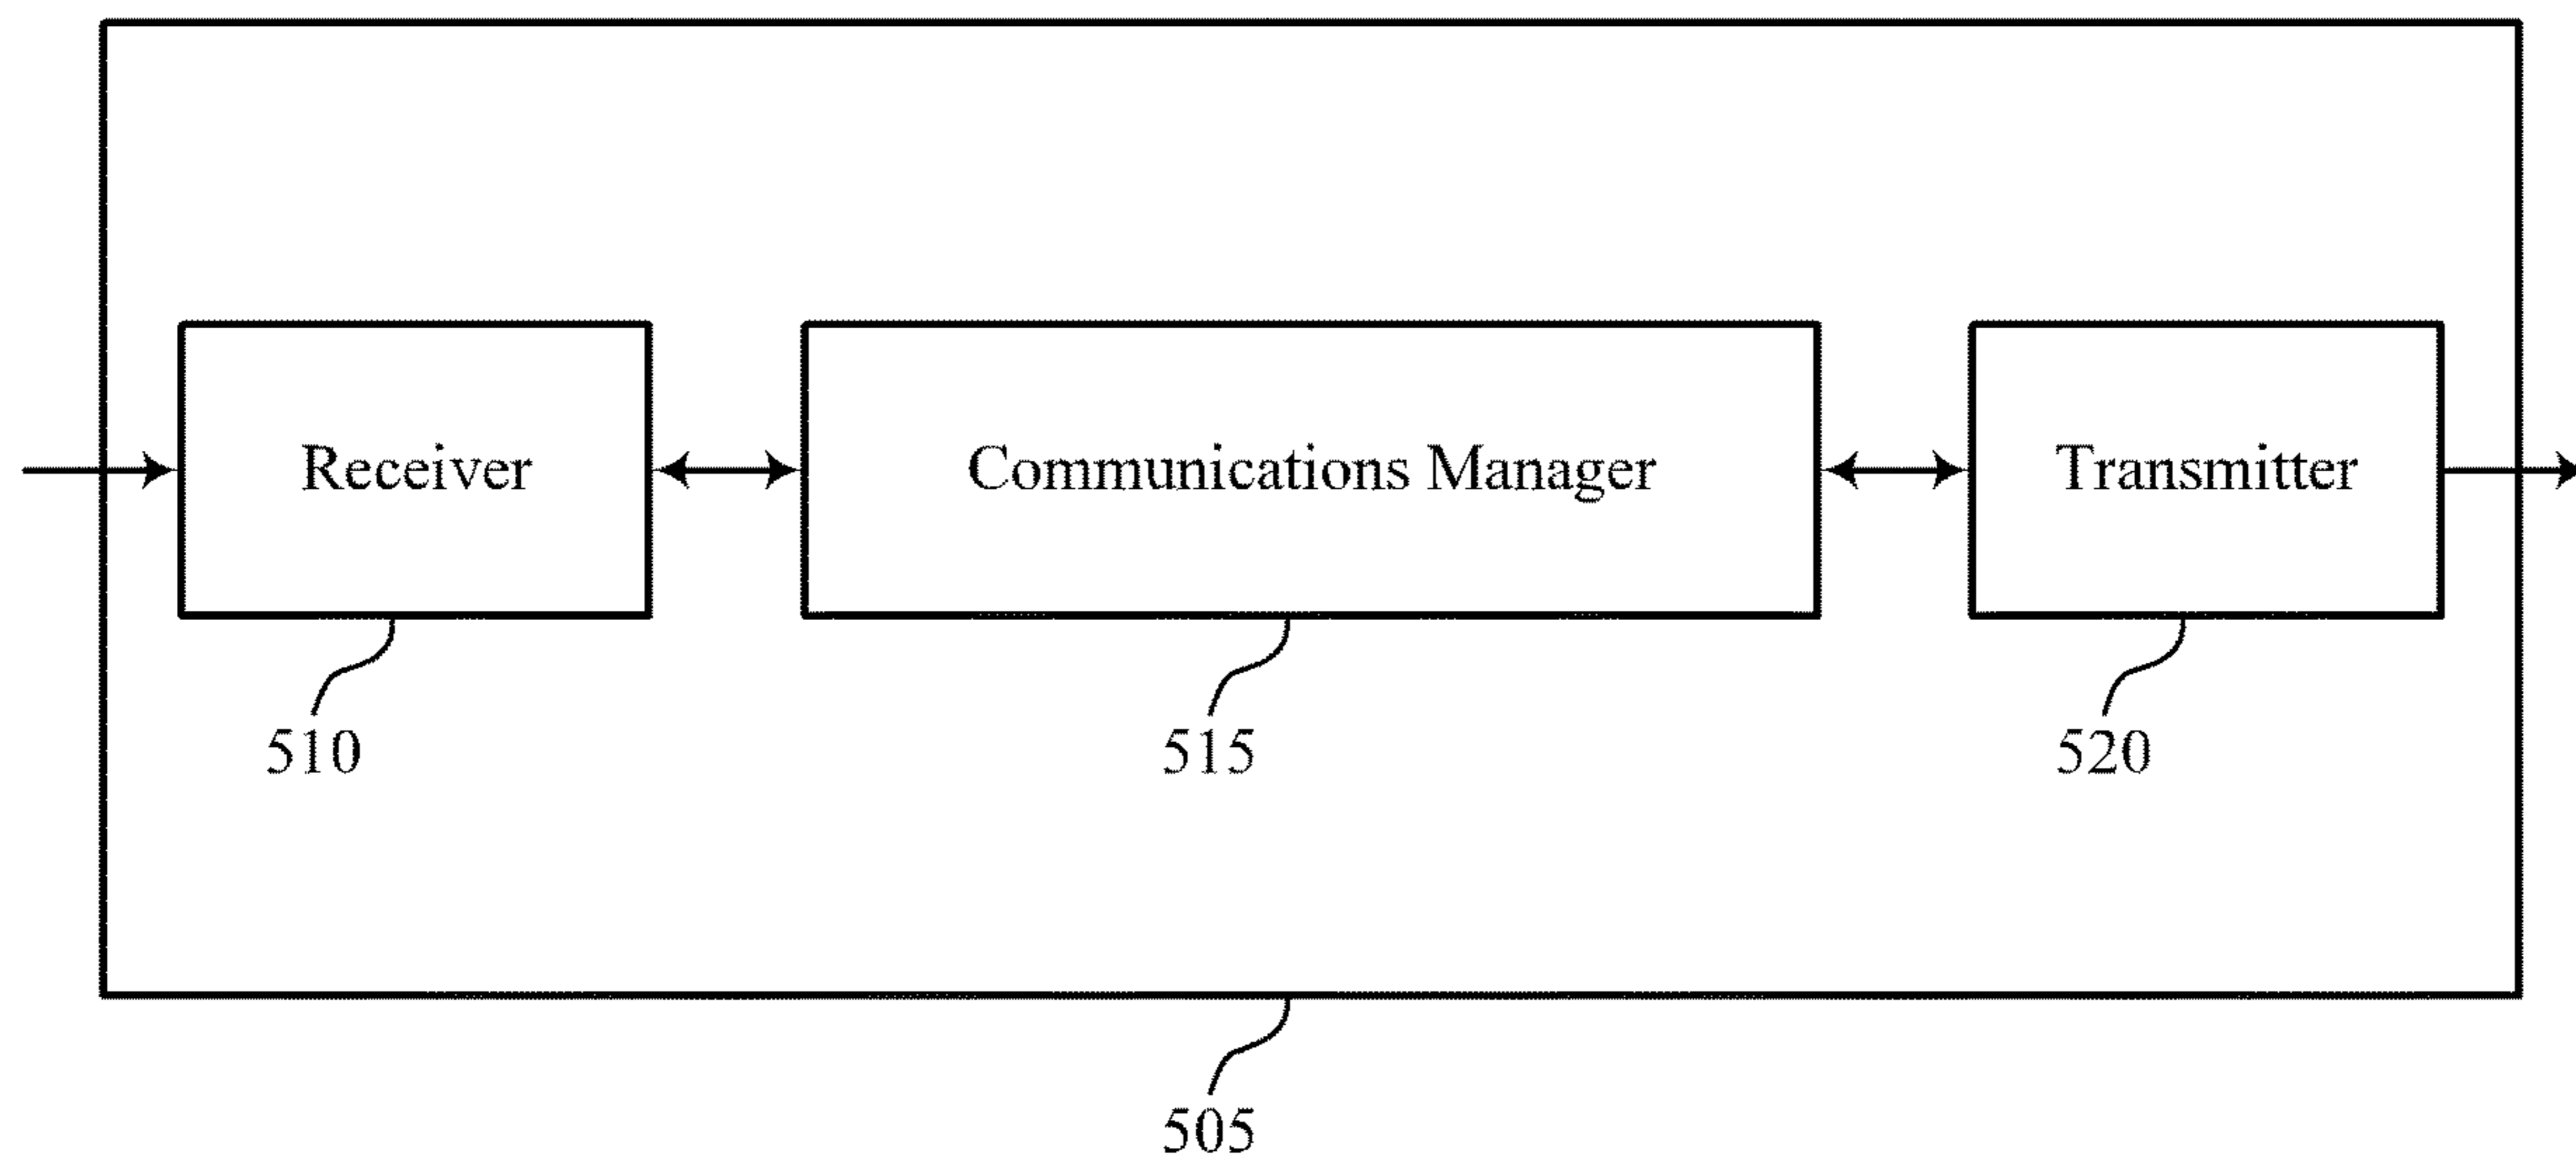 Receiver
Communications Manager
Transmitter
510
515
520
505